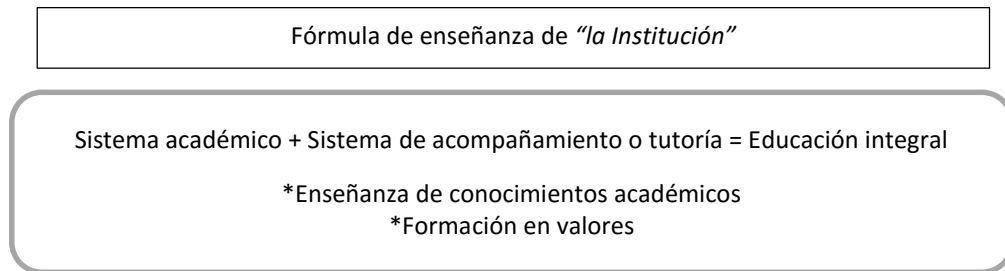 Fórmula de enseñanza de “la Institución”
Sistema académico + Sistema de acompañamiento o tutoría = Educación integral
*Enseñanza de conocimientos académicos
*Formación en valores